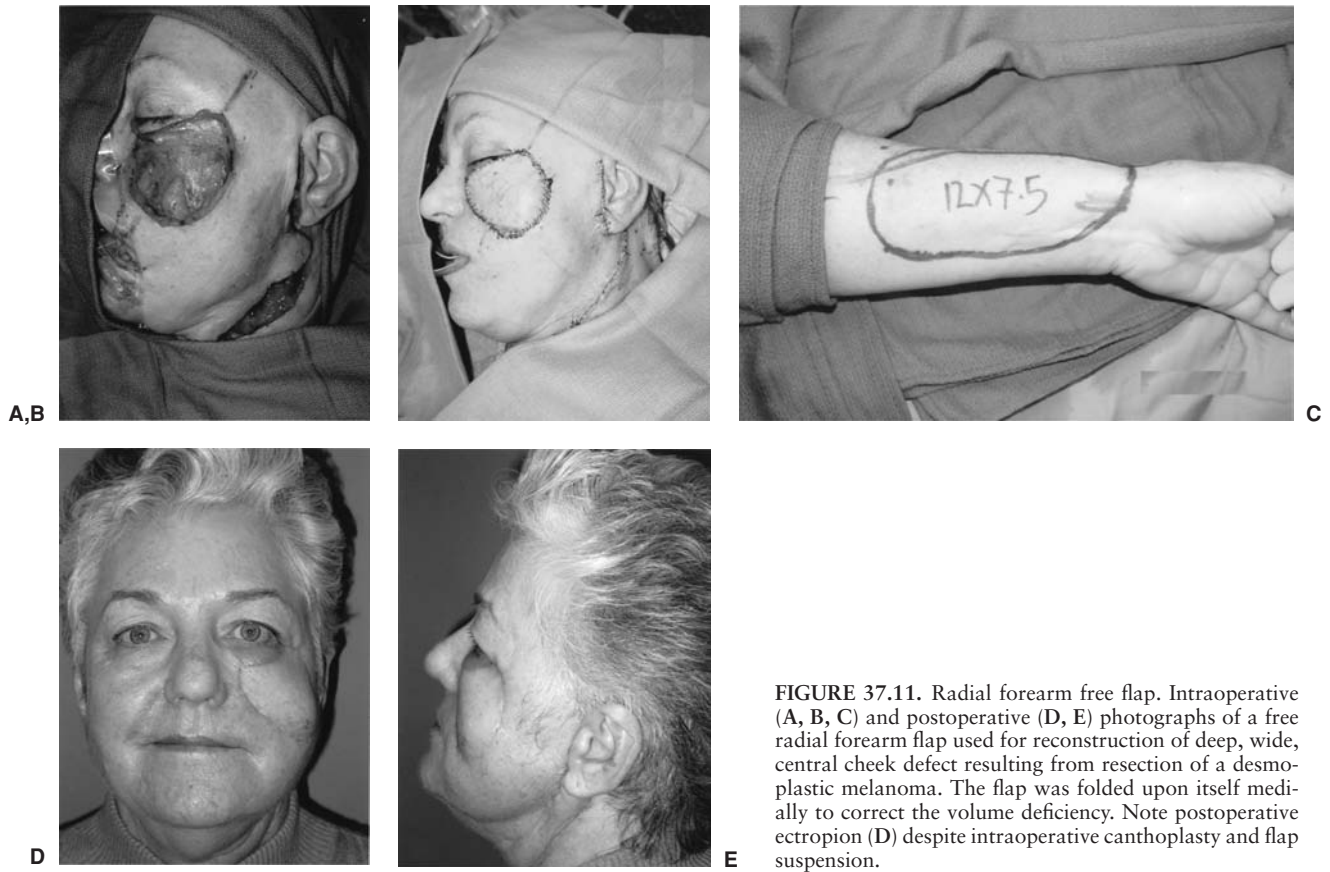 12X7.5
A,B
C
D
E
FIGURE 37.11. Radial forearm free flap. Intraoperative
(A, B, C) and postoperative (D, E) photographs of a free
radial forearm flap used for reconstruction of deep, wide,
central cheek defect resulting from resection of a desmo-
plastic melanoma. The flap was folded upon itself medi-
ally to correct the volume deficiency. Note postoperative
ectropion (D) despite intraoperative canthoplasty and flap
suspension.